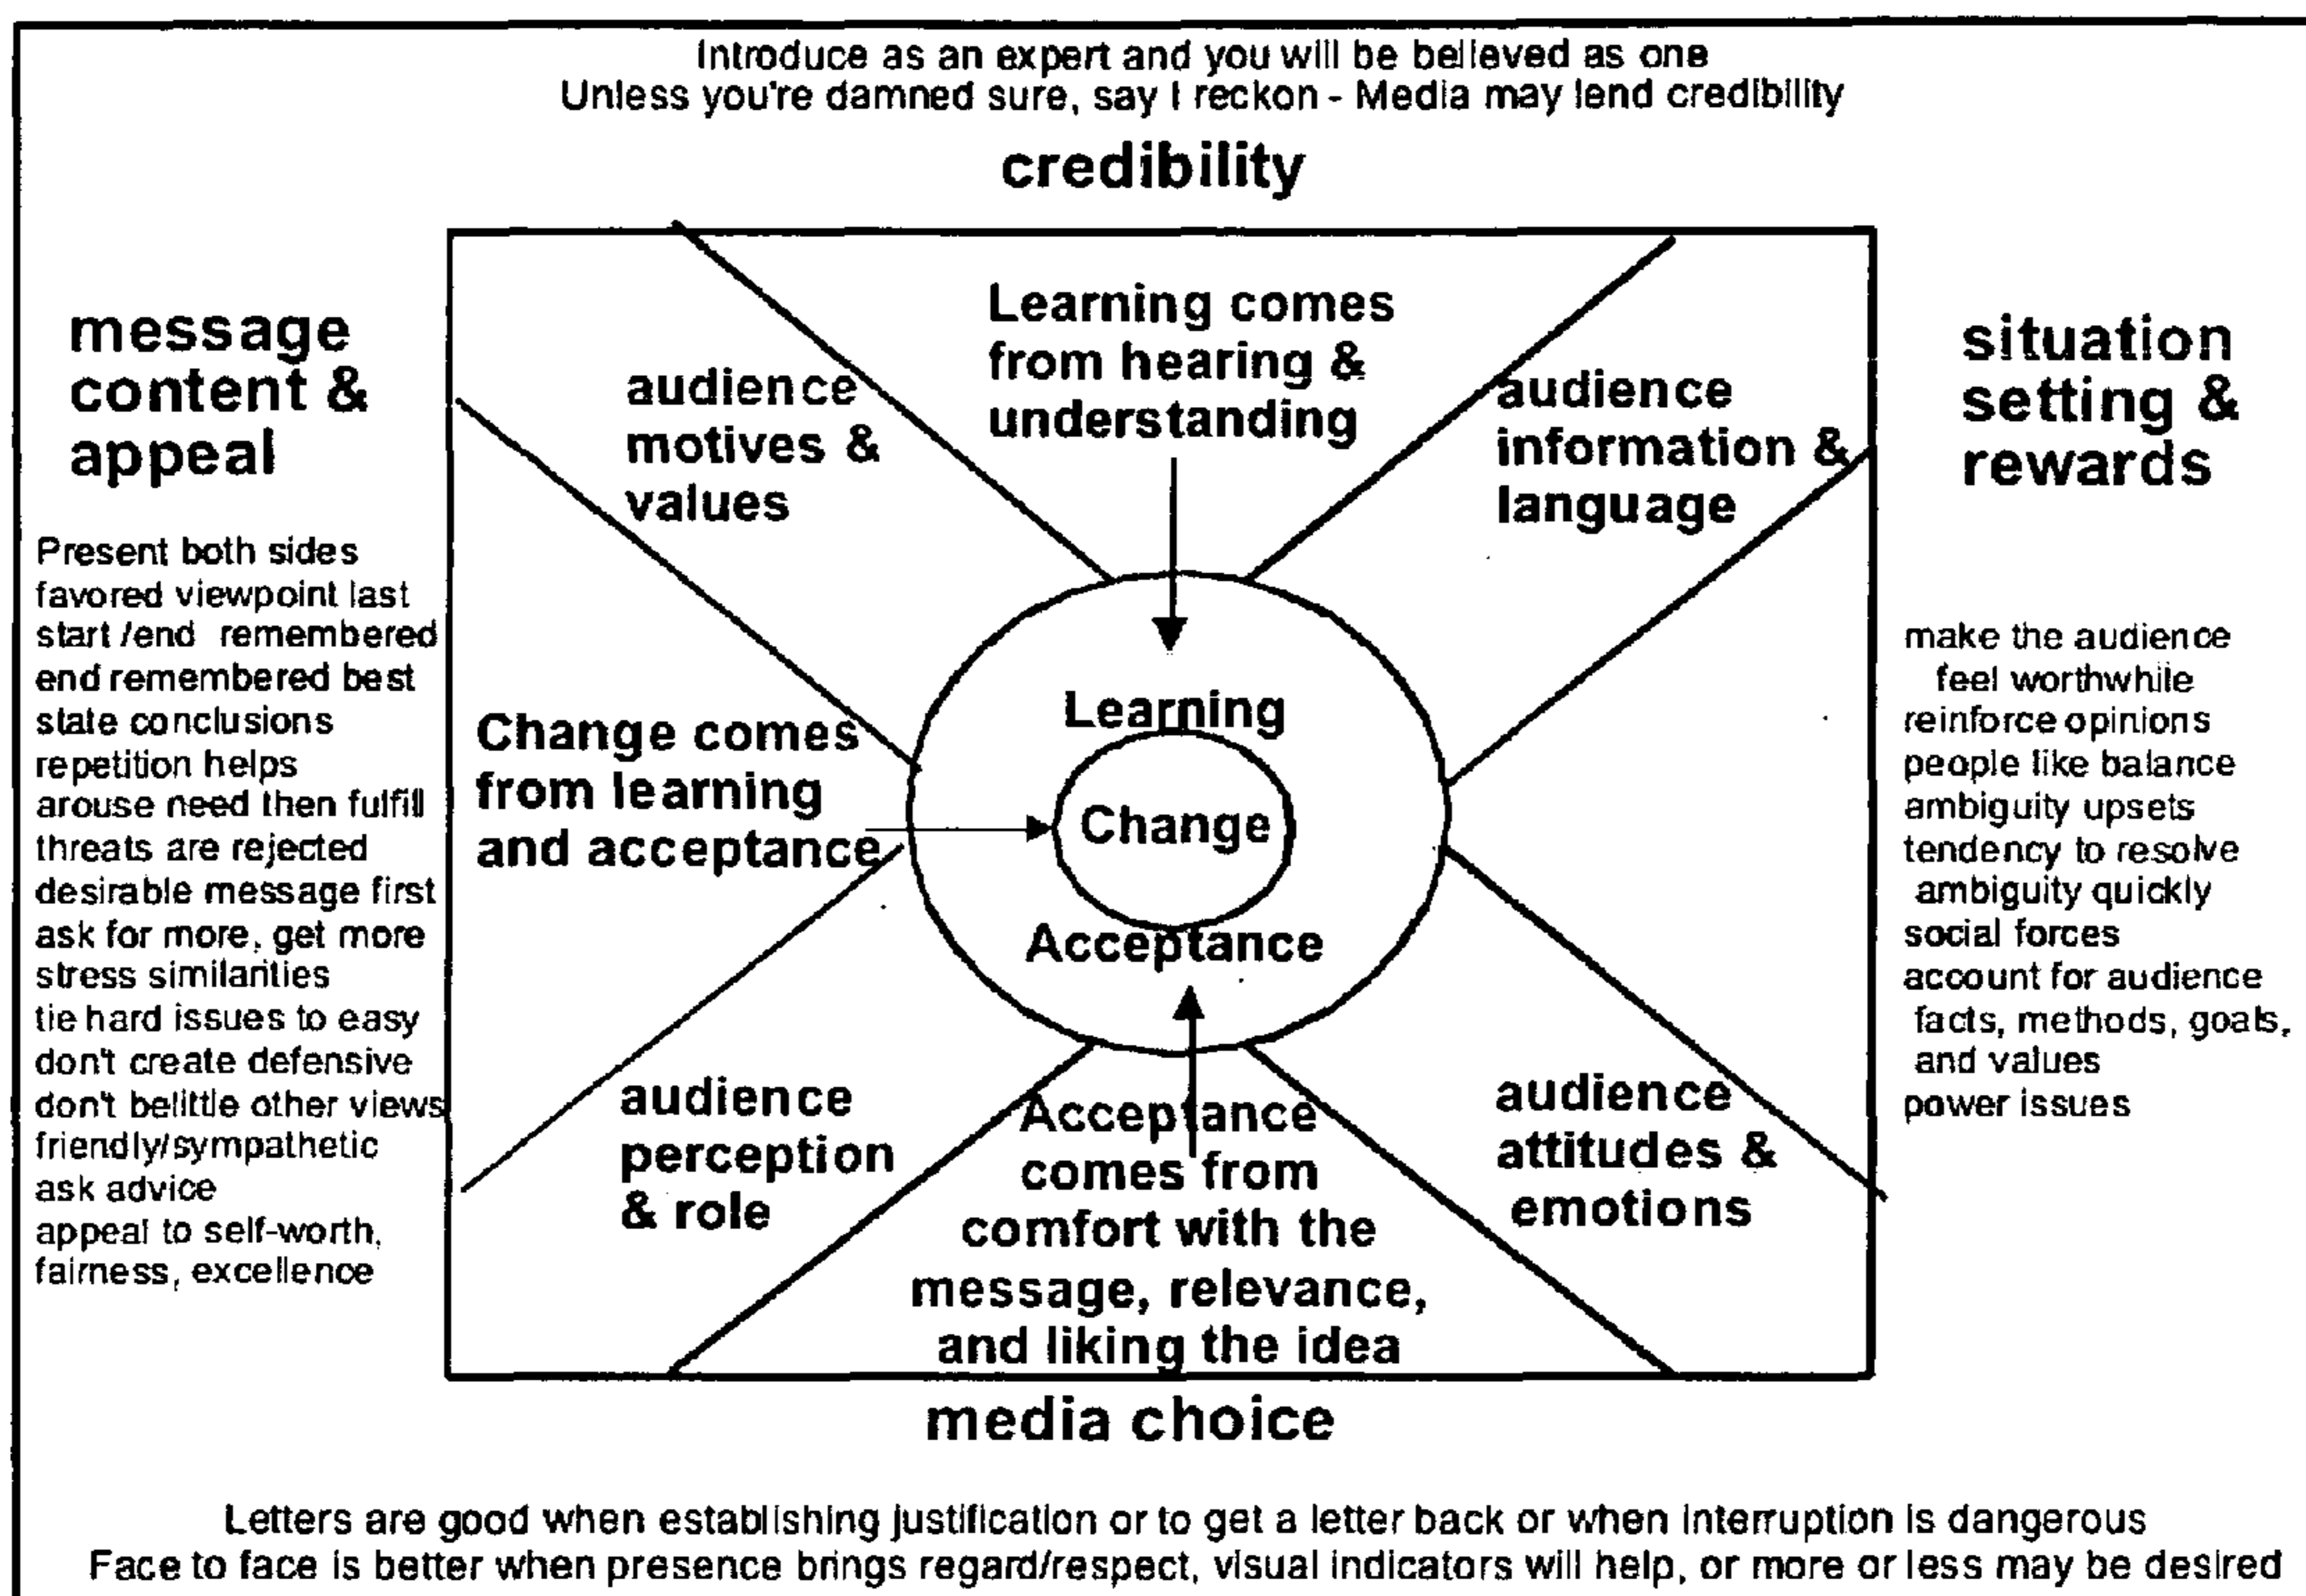 Introduce as an expert and you will be believed as one
Unless you're damned sure, say I reckon - Media may lend credibility
credibility
message
content &
appeal
Present both sides
favored viewpoint last
start /end remembered
end remembered best
state conclusions
repetition helps
arouse need then fulfill
threats are rejected
desirable message first
ask for more, get more
stress similarities
tie hard issues to easy
don't create defensive
don't belittle other views
friendly/sympathetic
ask advice
appeal to self-worth,
fairness, excellence
audience
motives &
values
Learning comes
from hearing &
understanding
audience
information &
language
Change comes
from learning
and acceptance
Learning
Change
Acceptance
audience
perception
& role
Acceptance
comes from
comfort with the
message, relevance,
and liking the idea
audience
attitudes &
emotions
situation
setting &
rewards
make the audience
feel worthwhile
reinforce opinions
people like balance
ambiguity upsets
tendency to resolve
ambiguity quickly
social forces
account for audience
facts, methods, goals,
and values
power issues
media choice
Letters are good when establishing justification or to get a letter back or when interruption is dangerous
Face to face is better when presence brings regard/respect, visual indicators will help, or more or less may be desired